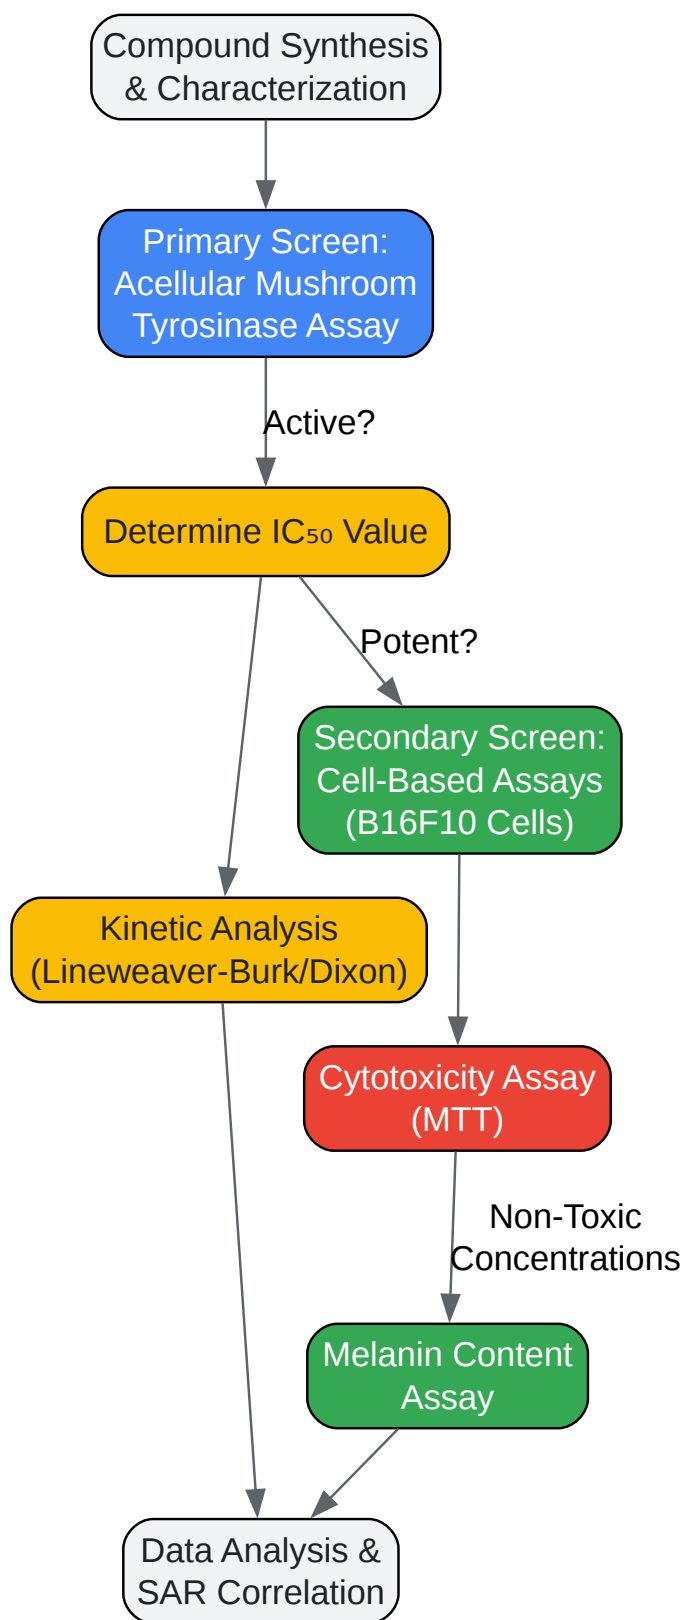 Compound Synthesis
& Characterization
Primary Screen:
Acellular Mushroom
Tyrosinase Assay
Active?
Determine IC₅₀ Value
Potent?
Secondary Screen:
Cell-Based Assays
(B16F10 Cells)
Kinetic Analysis
(Lineweaver-Burk/Dixon)
Cytotoxicity Assay
(MTT)
Non-Toxic
Concentrations
Melanin Content
Assay
Data Analysis &
SAR Correlation